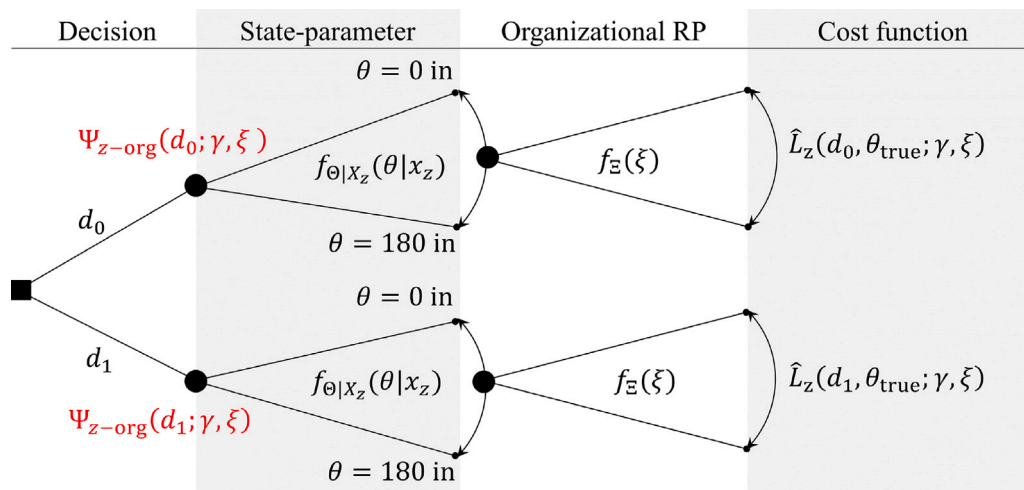 Decision State-parameter Organizational RP Cost function
θ = 0 in
Ψ_{z−org}(d_0; γ, ξ)
f_{Θ|X_z}(θ|x_z)
f_Ξ(ξ)
L̂_z(d_0, θ_true; γ, ξ)
d_0
θ = 180 in
θ = 0 in
d_1
f_{Θ|X_z}(θ|x_z)
f_Ξ(ξ)
L̂_z(d_1, θ_true; γ, ξ)
Ψ_{z−org}(d_1; γ, ξ)
θ = 180 in